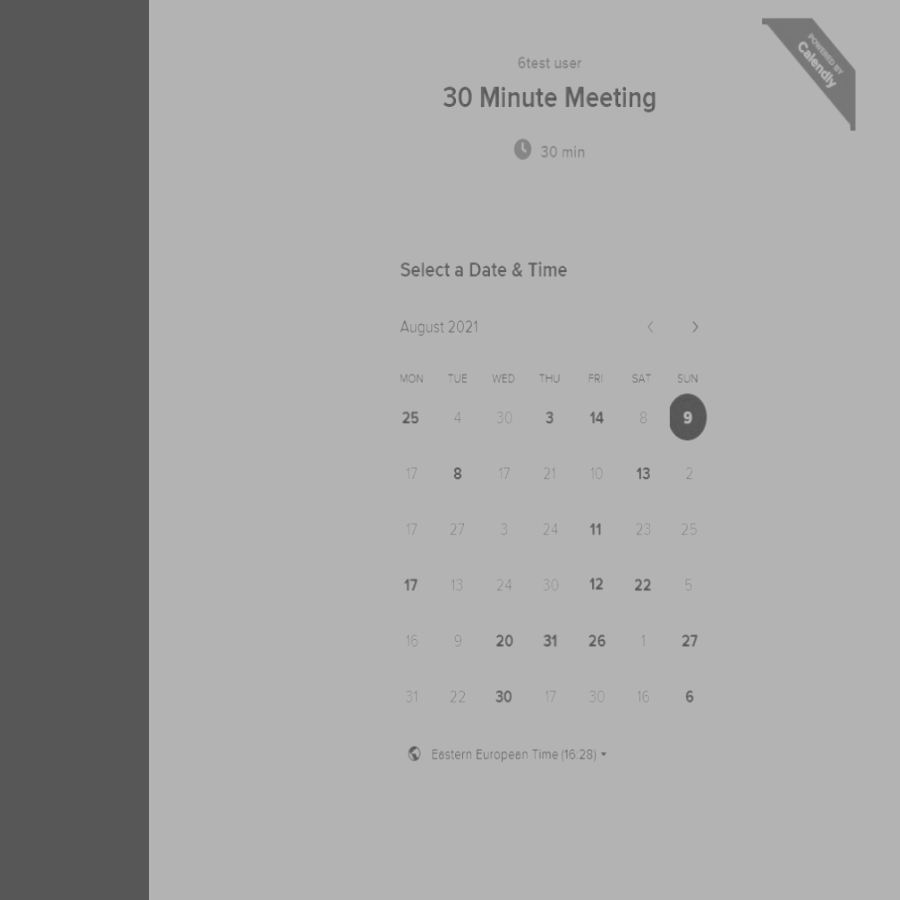 POWERED BY
Calendly
6test user
30 Minute Meeting
30 min
Select a Date & Time
August 2021
MON TUE WED THU FRI SAT SUN
25 4 30 3 14 8 9
17 8 17 21 10 13 2
17 27 3 24 11 23 25
17 13 24 30 12 22 5
16 9 20 31 26 1 27
31 22 30 17 30 16 6
Eastern European Time (16:28)